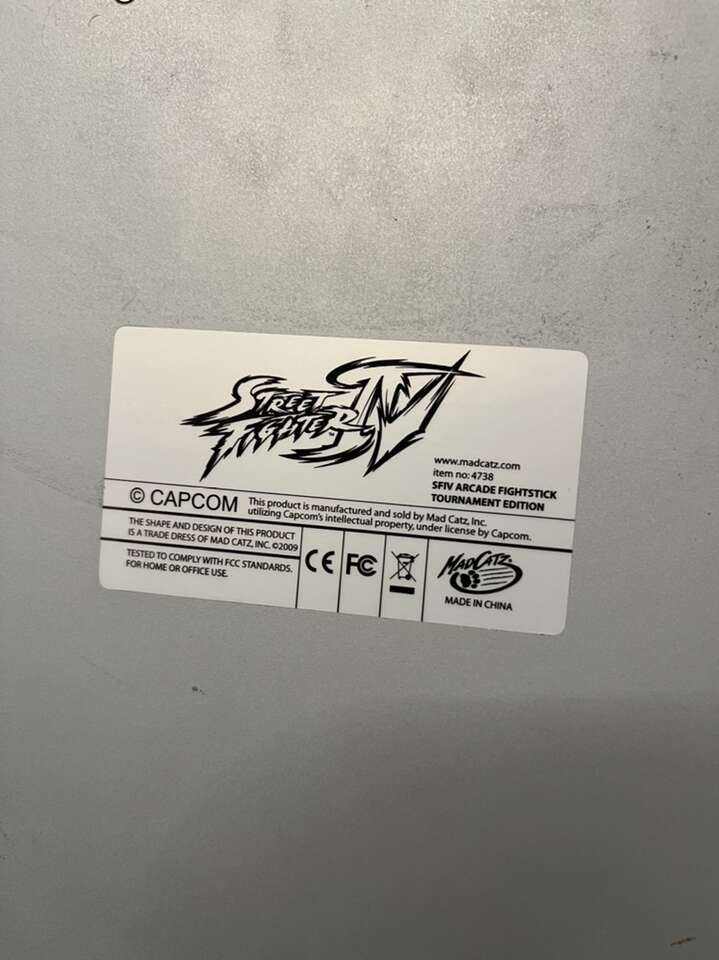 STREET
FIGHTER IV
www.madcatz.com
item no: 4738
SFIV ARCADE FIGHTSTICK
TOURNAMENT EDITION
© CAPCOM
This product is manufactured and sold by Mad Catz, Inc.
utilizing Capcom's intellectual property, under license by Capcom.
THE SHAPE AND DESIGN OF THIS PRODUCT
IS A TRADE DRESS OF MAD CATZ, INC. ©2009
TESTED TO COMPLY WITH FCC STANDARDS.
FOR HOME OR OFFICE USE.
CE
FC
MAD CATZ
MADE IN CHINA